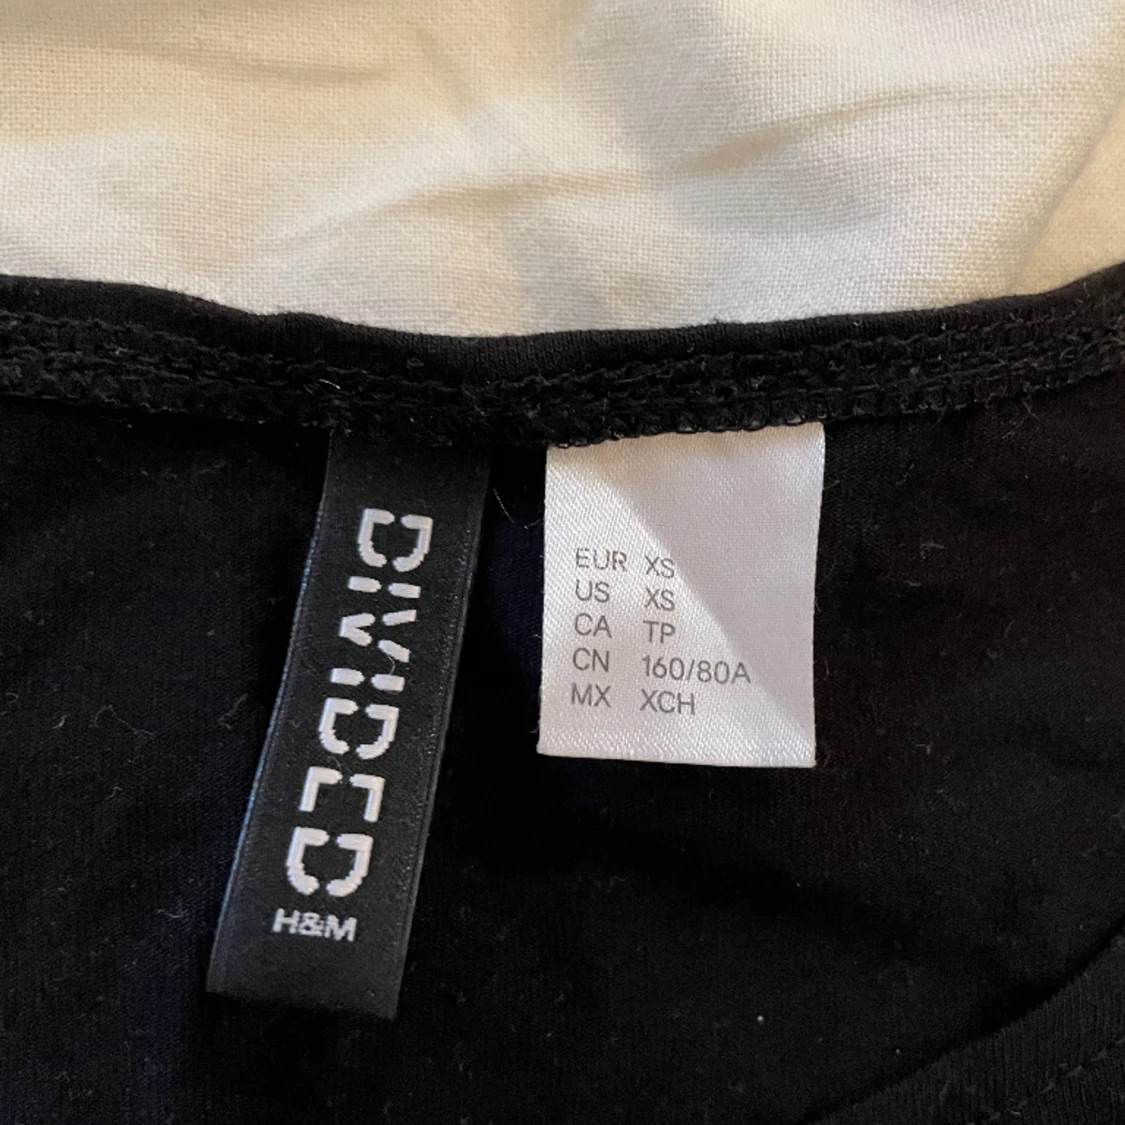 DIVIDED
H&M
EUR XS
US XS
CA TP
CN 160/80A
MX XCH